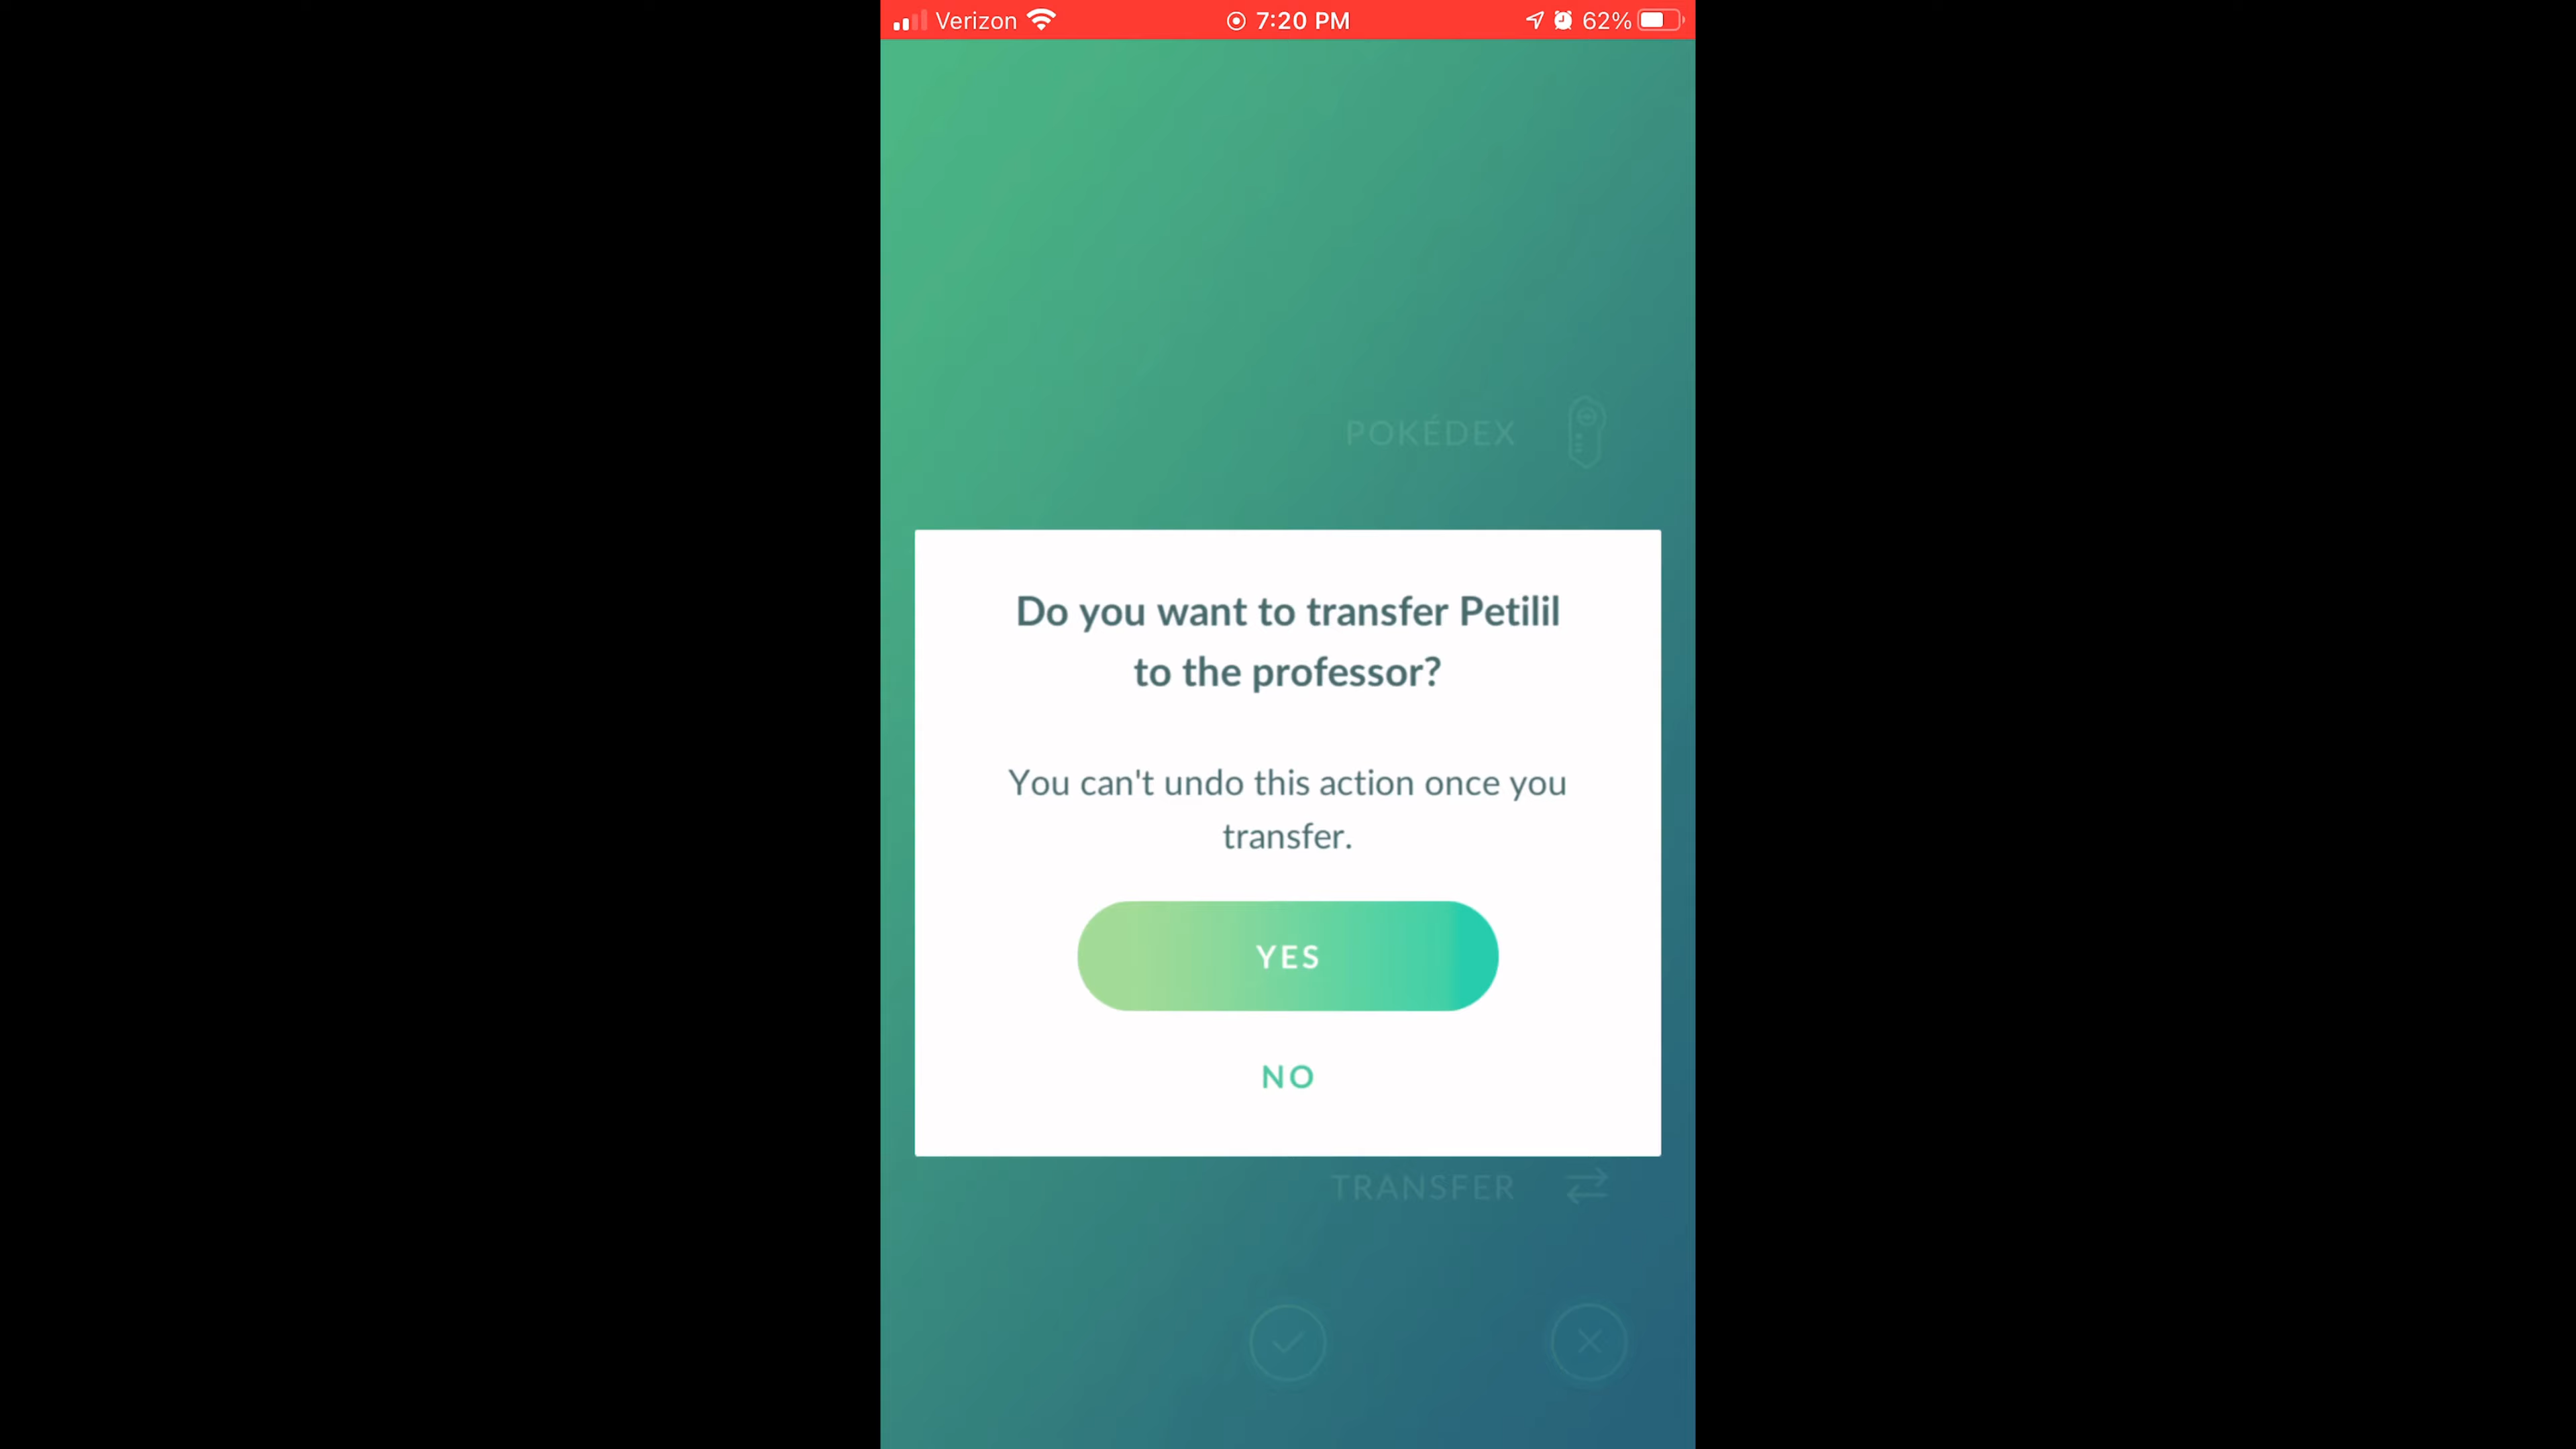 Verizon 7:20 PM 62%
POKÉDEX
Do you want to transfer Petilil
to the professor?
You can't undo this action once you
transfer.
YES
NO
TRANSFER